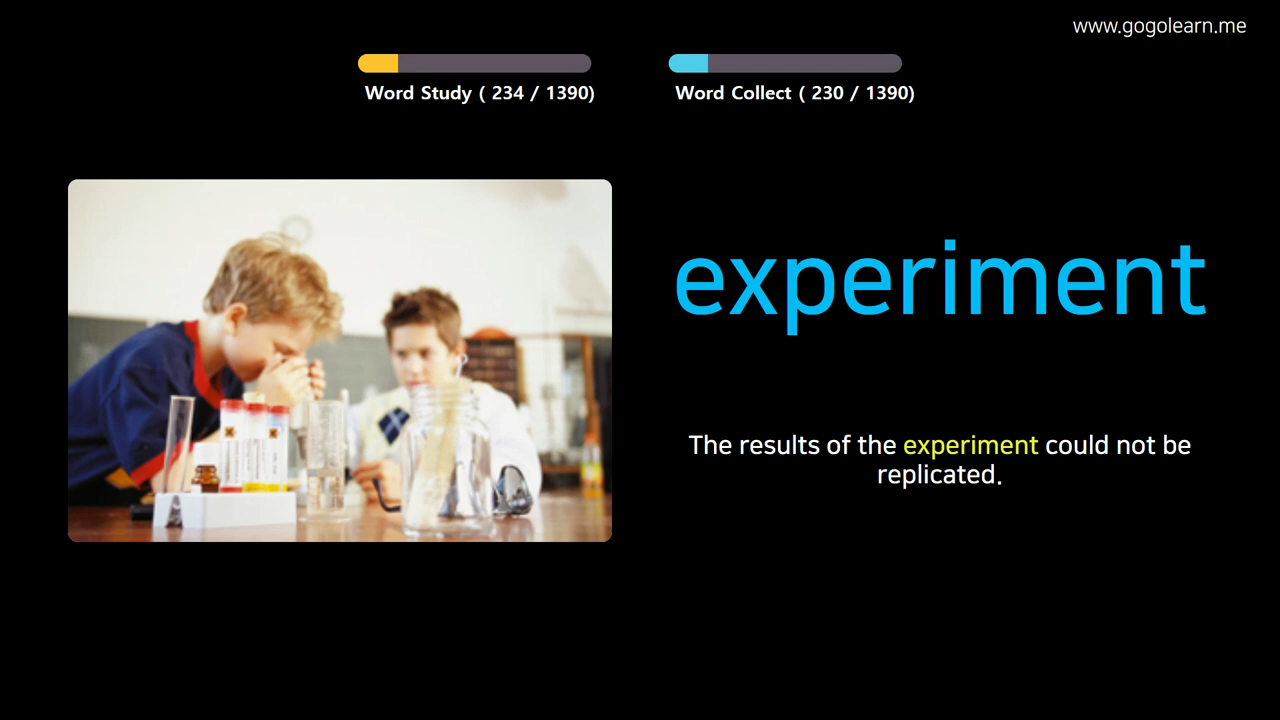 www.gogolearn.me
Word Study ( 234 / 1390)
Word Collect ( 230 / 1390)
experiment
The results of the experiment could not be
replicated.